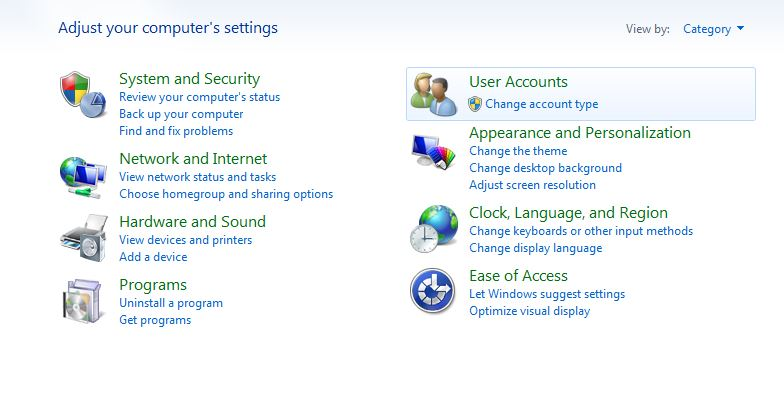 Adjust your computer's settings
View by: Category
System and Security
Review your computer's status
Back up your computer
Find and fix problems
Network and Internet
View network status and tasks
Choose homegroup and sharing options
Hardware and Sound
View devices and printers
Add a device
Programs
Uninstall a program
Get programs
User Accounts
Change account type
Appearance and Personalization
Change the theme
Change desktop background
Adjust screen resolution
Clock, Language, and Region
Change keyboards or other input methods
Change display language
Ease of Access
Let Windows suggest settings
Optimize visual display